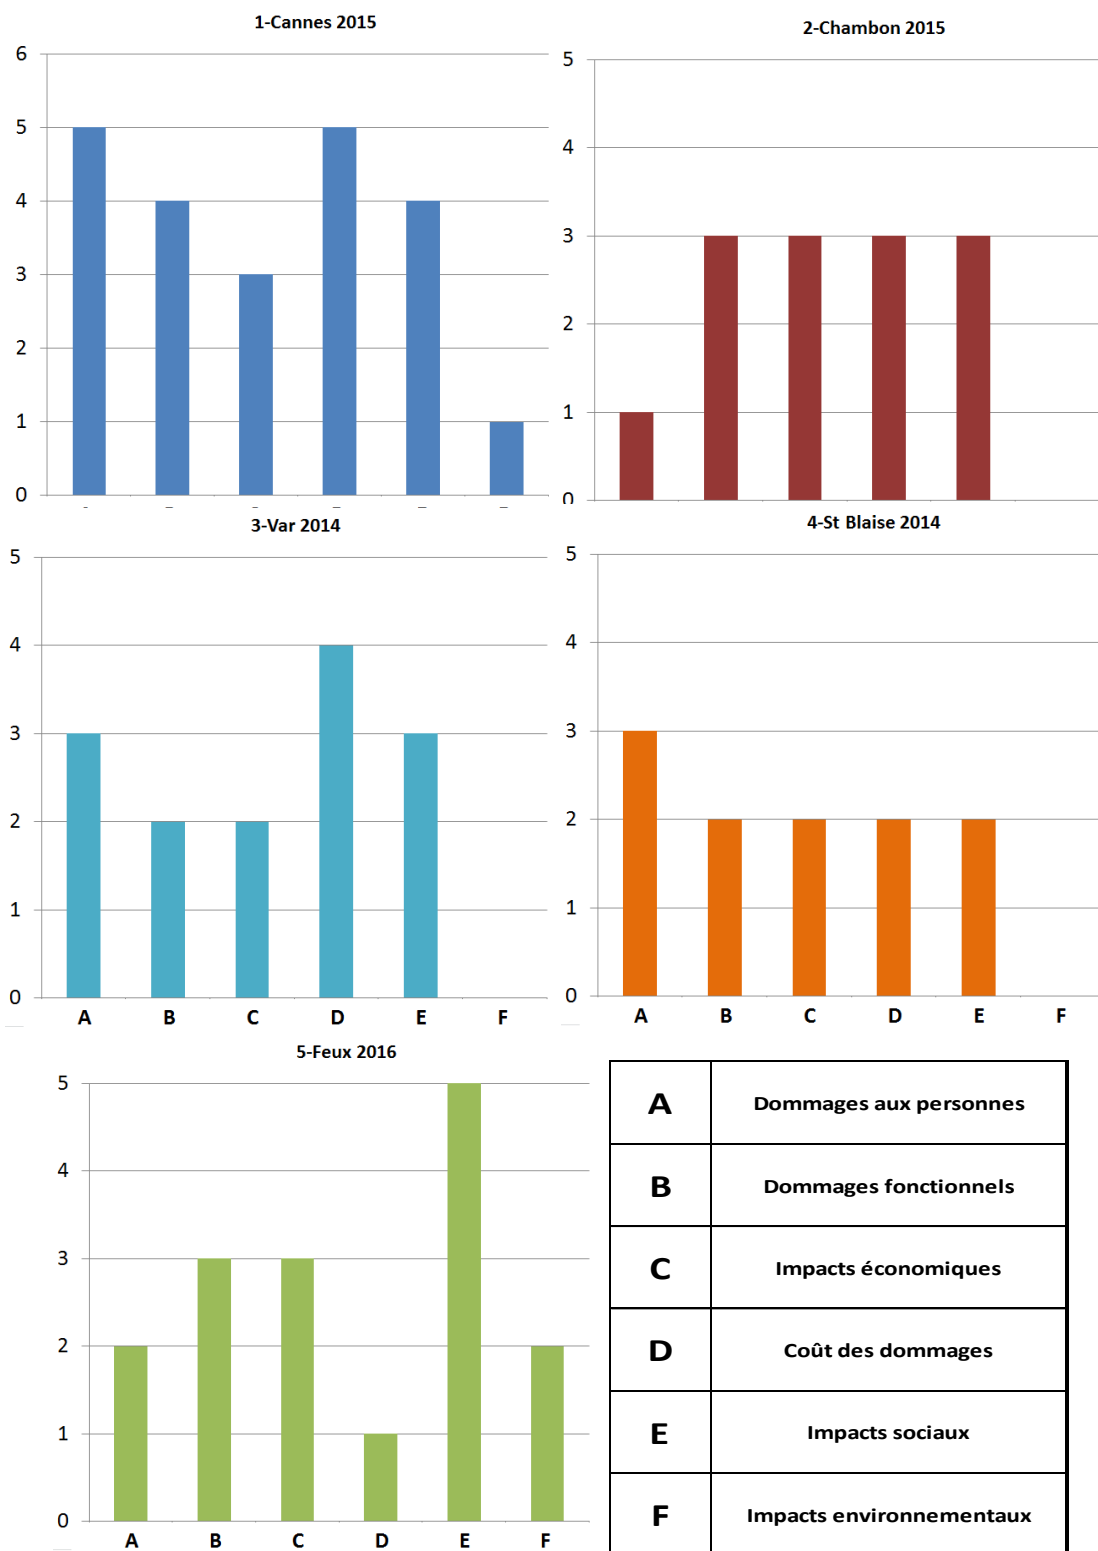 1-Cannes 2015
6
5
4
3
2
1
0
2-Chambon 2015
5
4
3
2
1
0
3-Var 2014
5
4
3
2
1
0
A B C D E F
4-St Blaise 2014
5
4
3
2
1
0
A B C D E F
5-Feux 2016
5
4
3
2
1
0
A B C D E F
A Dommages aux personnes
B Dommages fonctionnels
C Impacts économiques
D Coût des dommages
E Impacts sociaux
F Impacts environnementaux